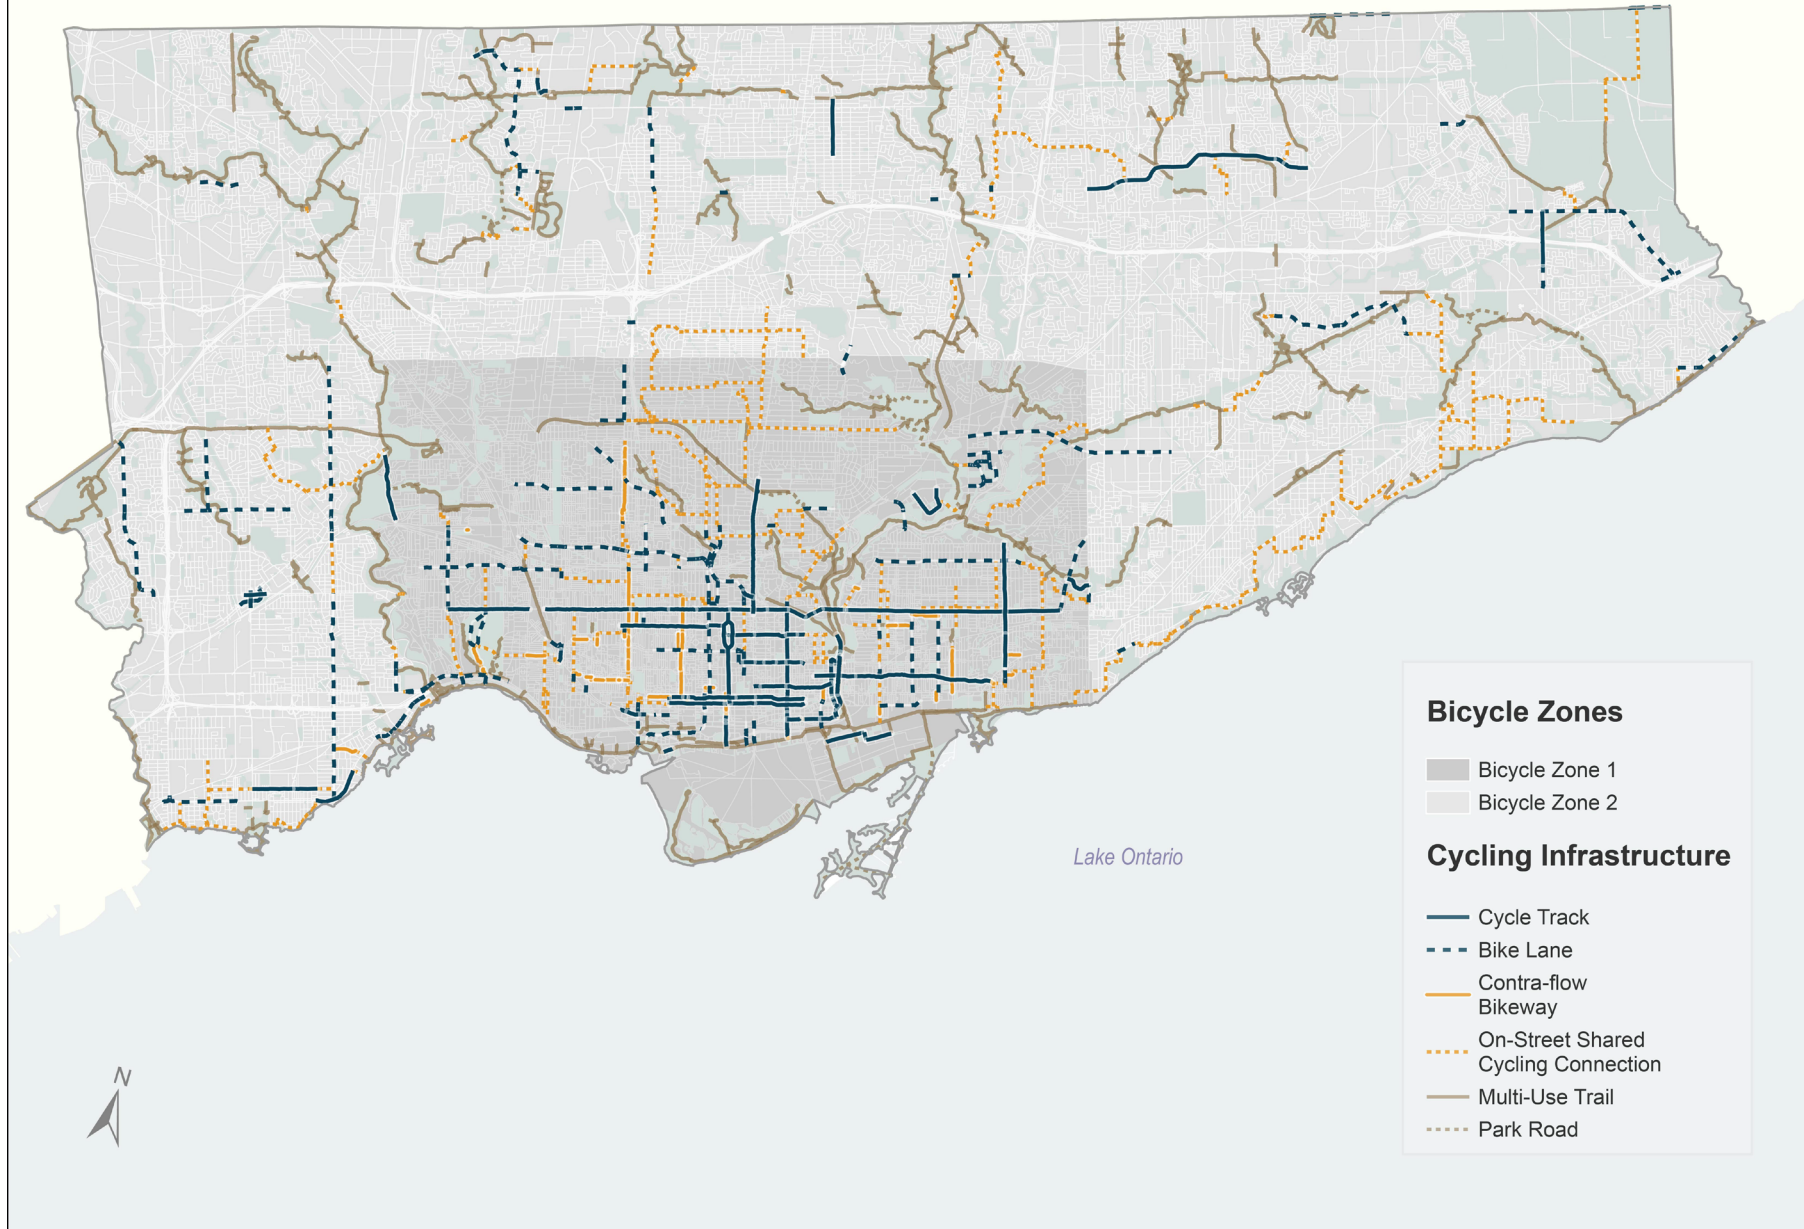 Bicycle Zones
Bicycle Zone 1
Bicycle Zone 2
Cycling Infrastructure
Cycle Track
Bike Lane
Contra-flow
Bikeway
On-Street Shared
Cycling Connection
Multi-Use Trail
Park Road
Lake Ontario
N